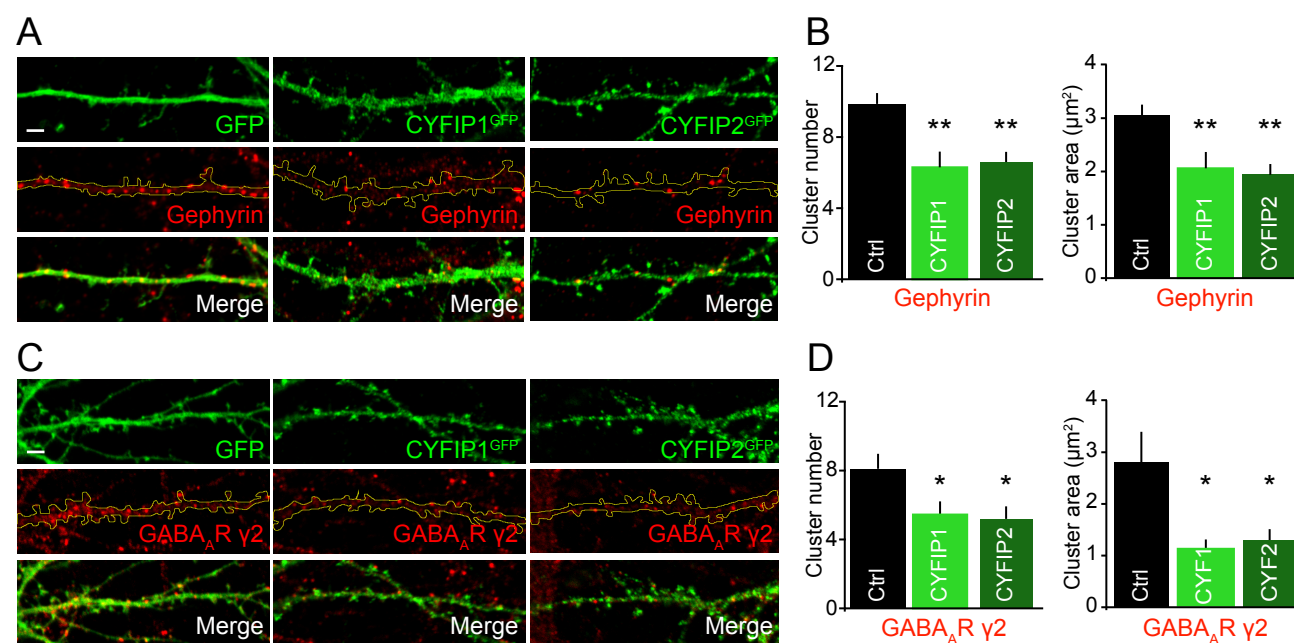 A
GFP
CYFIP1GFP
CYFIP2GFP
Gephyrin
Gephyrin
Gephyrin
Merge
Merge
Merge
B
Cluster number
12
8
4
0
**
**
Ctrl
CYFIP1
CYFIP2
Gephyrin
Cluster area (µm²)
4
3
2
1
0
**
**
Ctrl
CYFIP1
CYFIP2
Gephyrin
C
GFP
CYFIP1GFP
CYFIP2GFP
GABAAR γ2
GABAAR γ2
GABAAR γ2
Merge
Merge
Merge
D
Cluster number
12
8
4
0
*
*
Ctrl
CYFIP1
CYFIP2
GABAAR γ2
Cluster area (µm²)
4
3
2
1
0
*
*
Ctrl
CYF1
CYF2
GABAAR γ2